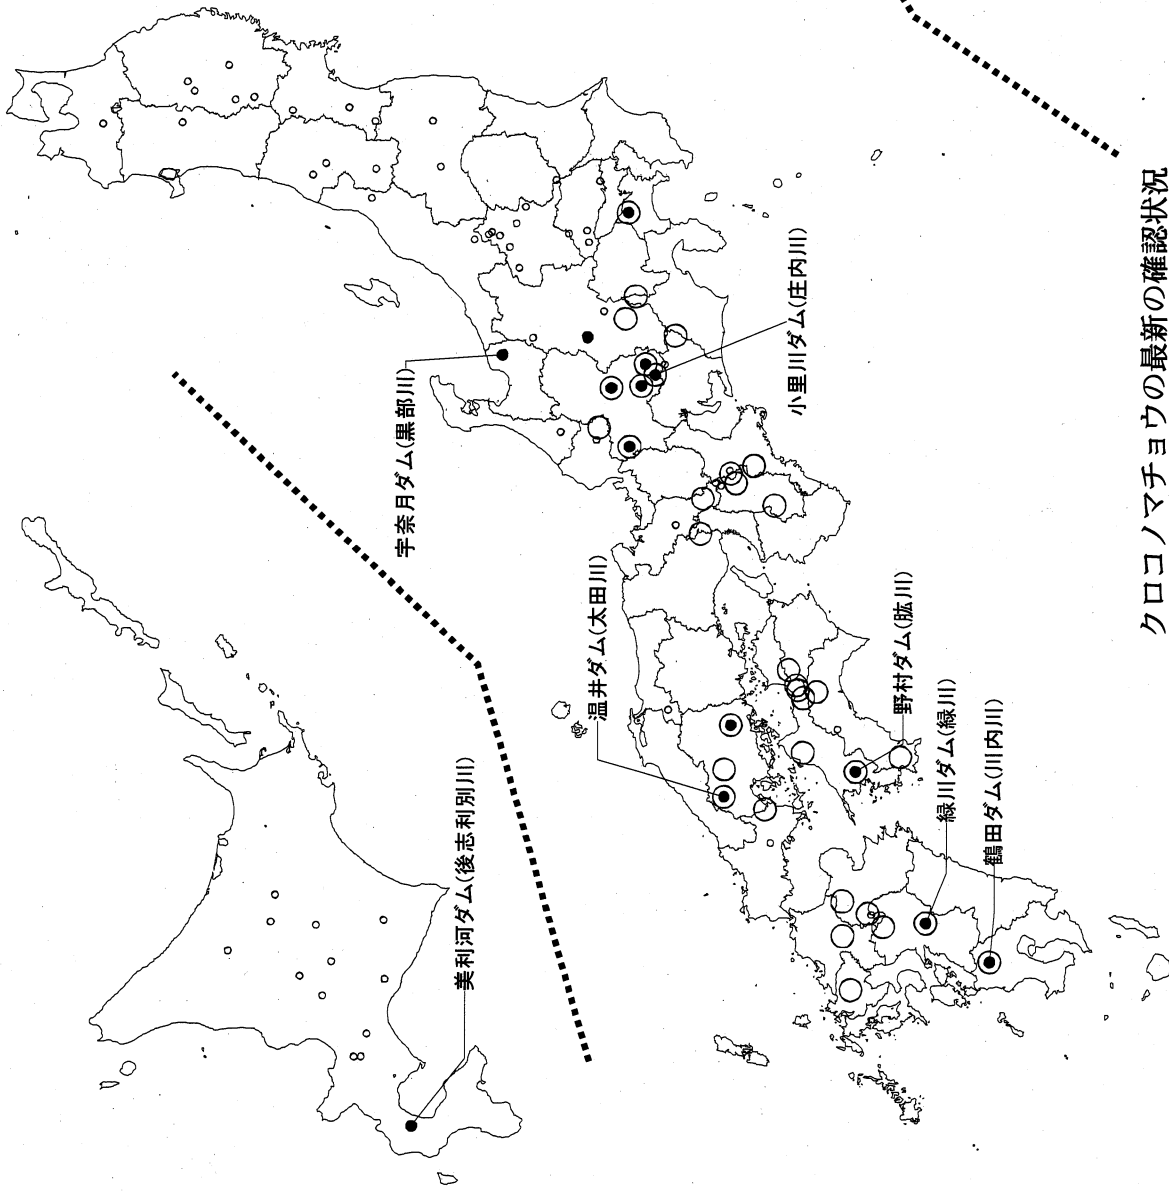 美利河ダム(後志利別川)
宇奈月ダム(黒部川)
小里川ダム(庄内川)
温井ダム(太田川)
野村ダム(肱川)
緑川ダム(緑川)
鶴田ダム(川内川)
クロコノマチョウの最新の確認状況